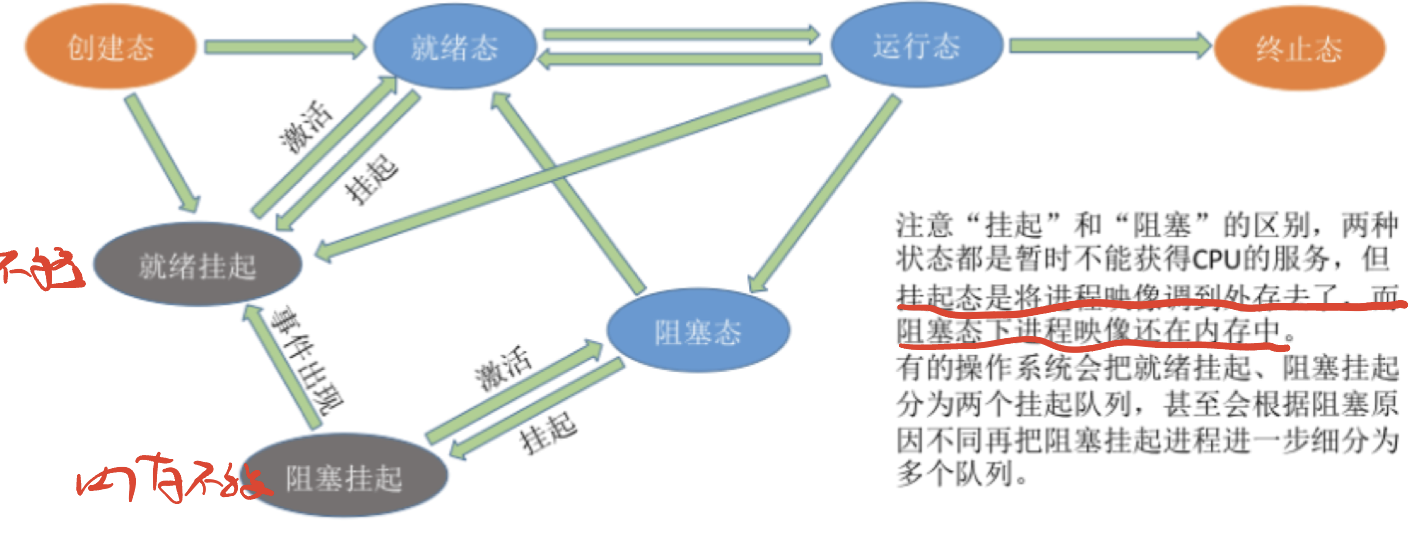 创建态
就绪态
运行态
终止态
激活
挂起
就绪挂起
阻塞态
事件出现
激活
挂起
阻塞挂起
注意“挂起”和“阻塞”的区别，两种
状态都是暂时不能获得CPU的服务，但
挂起态是将进程映像调到外存去了，而
阻塞态下进程映像还在内存中。
有的操作系统会把就绪挂起、阻塞挂起
分为两个挂起队列，甚至会根据阻塞原
因不同再把阻塞挂起进程进一步细分为
多个队列。